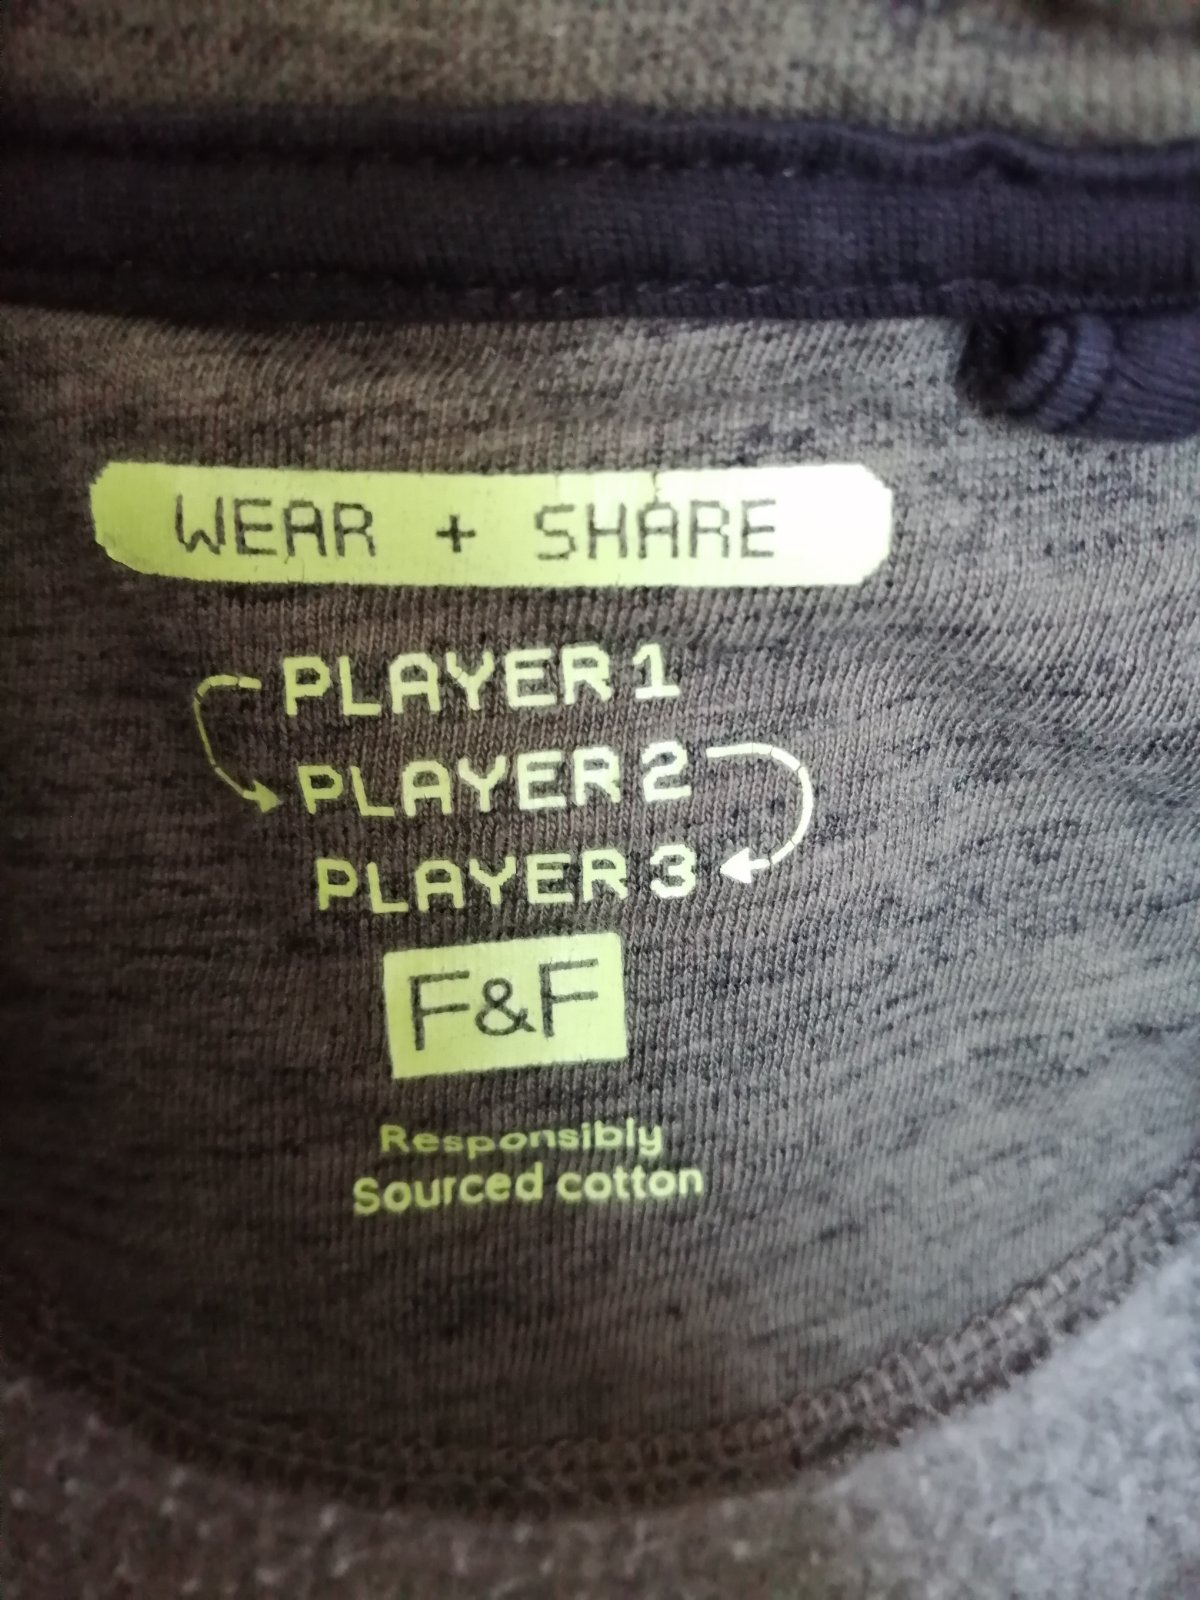 WEAR + SHARE
PLAYER 1
PLAYER 2
PLAYER 3
F&F
Responsibly
Sourced cotton